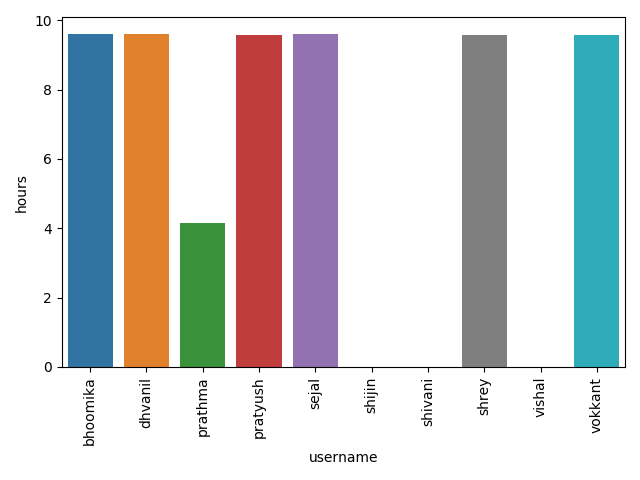 10
8
6
4
2
0
hours
bhoomika
dhvanil
prathma
pratyush
sejal
shijin
shivani
shrey
vishal
vokkant
username